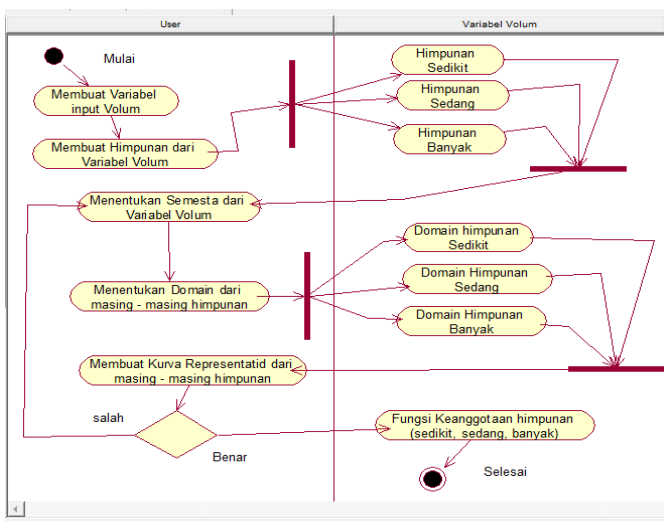 User
Variabel Volum
Mulai
Membuat Variabel
input Volum
Membuat Himpunan dari
Variabel Volum
Himpunan
Sedikit
Himpunan
Sedang
Himpunan
Banyak
Menentukan Semesta dari
Variabel Volum
Menentukan Domain dari
masing - masing himpunan
Domain himpunan
Sedikit
Domain Himpunan
Sedang
Domain Himpunan
Banyak
Membuat Kurva Representatid dari
masing - masing himpunan
salah
Benar
Fungsi Keanggotaan himpunan
(sedikit, sedang, banyak)
Selesai